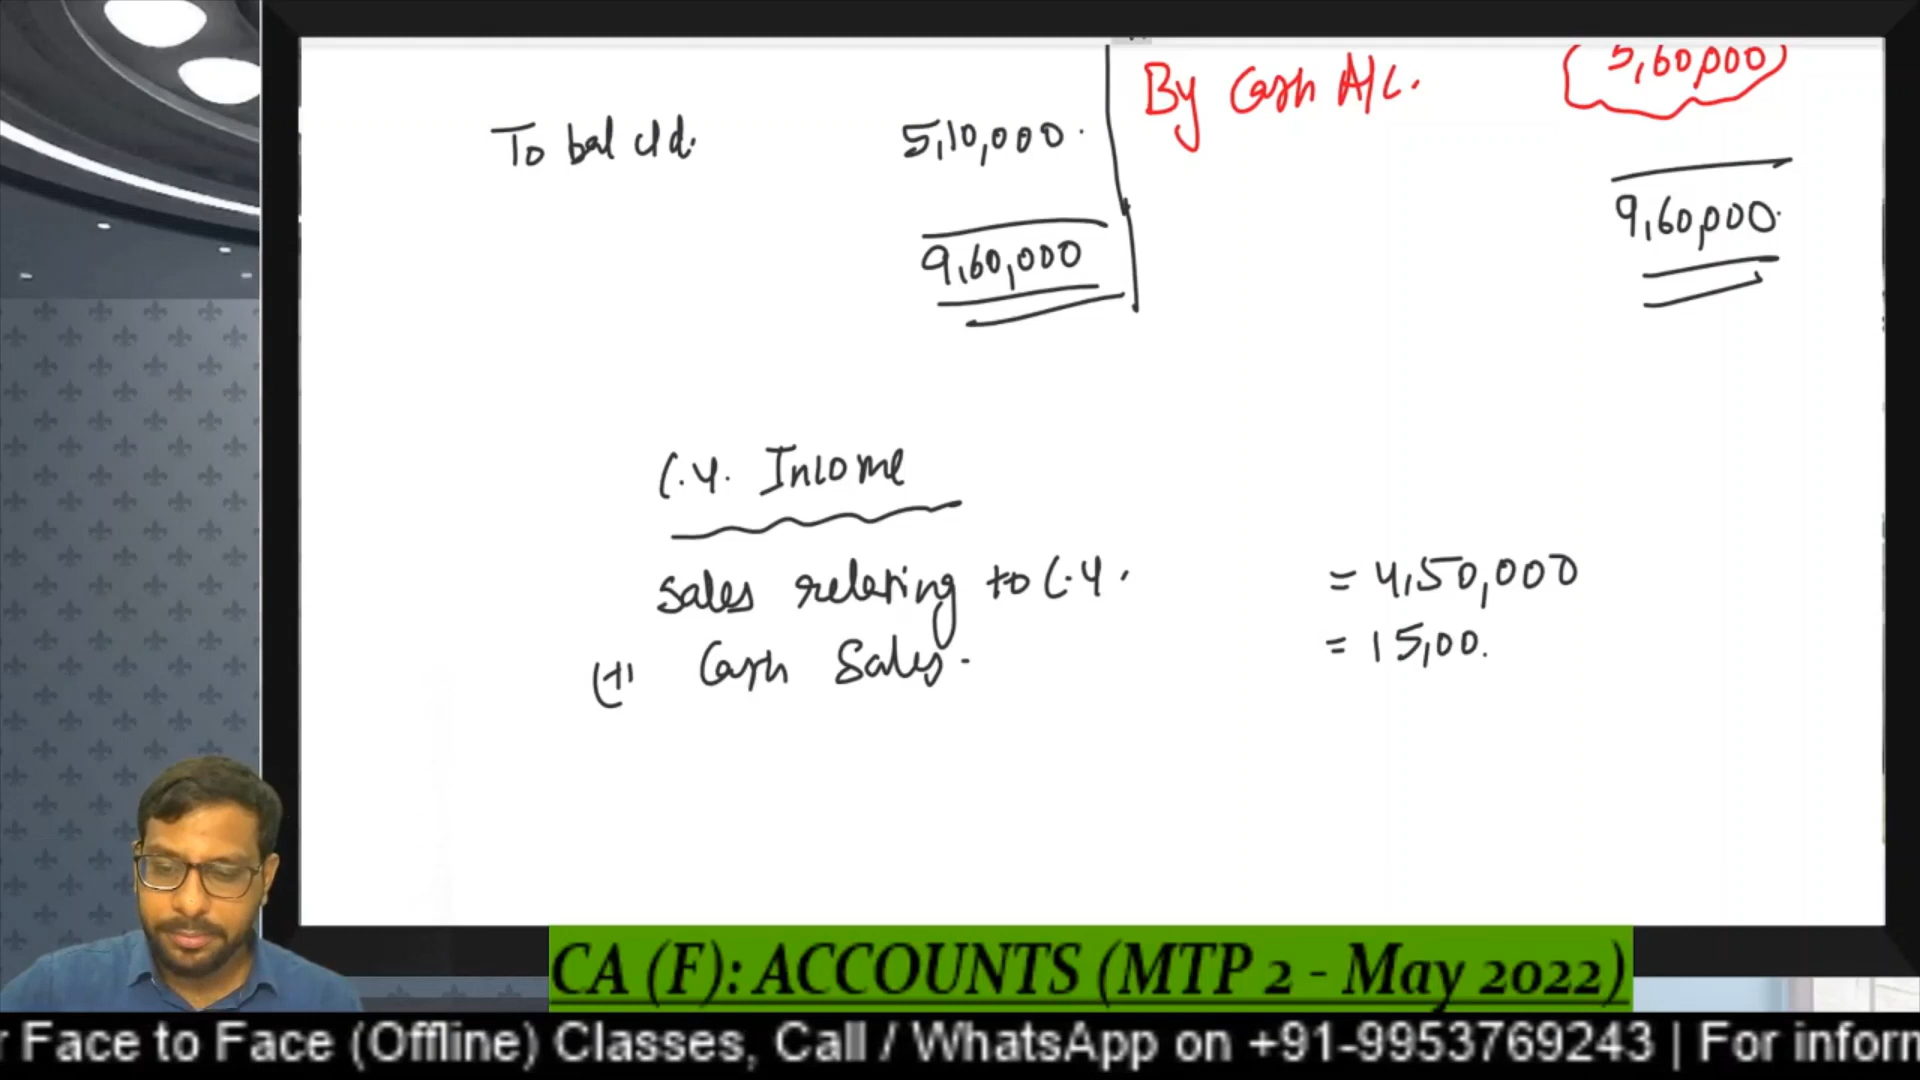 By Cash A/c. 5,60,000
To bal c/d. 5,10,000.
9,60,000 9,60,000.
C.Y. Income
sales relating to C.Y. = 4,50,000
(+) Cash Sales. = 15,00.
CA (F): ACCOUNTS (MTP 2 - May 2022)
r Face to Face (Offline) Classes, Call / WhatsApp on +91-9953769243 | For inforn